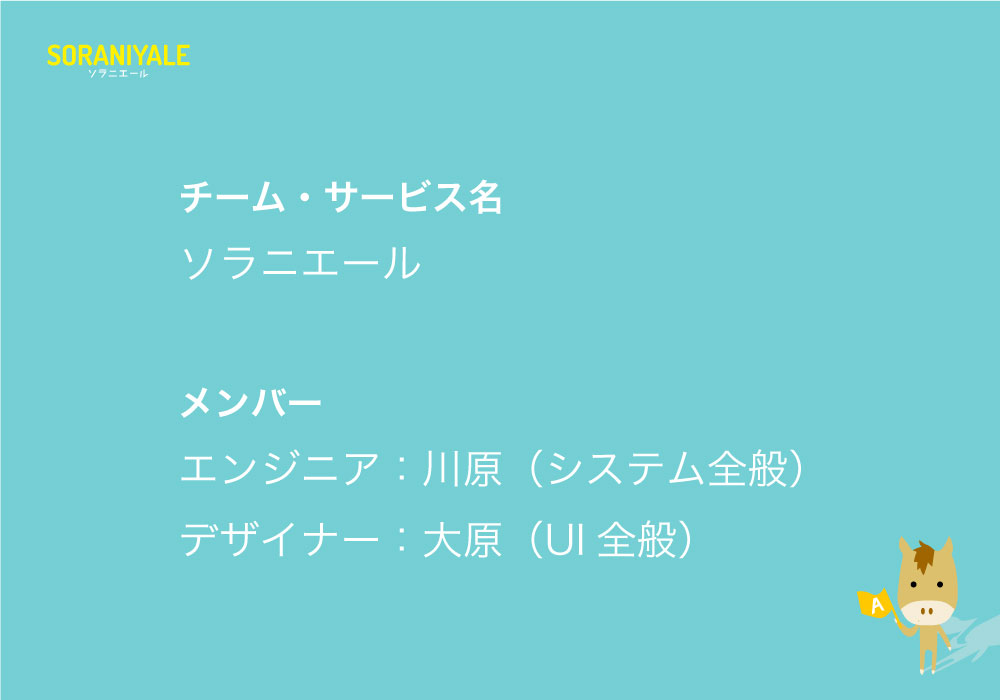 SORANIYALE
ソラニエール
チーム・サービス名
ソラニエール
メンバー
エンジニア：川原（システム全般）
デザイナー：大原（UI 全般）
A